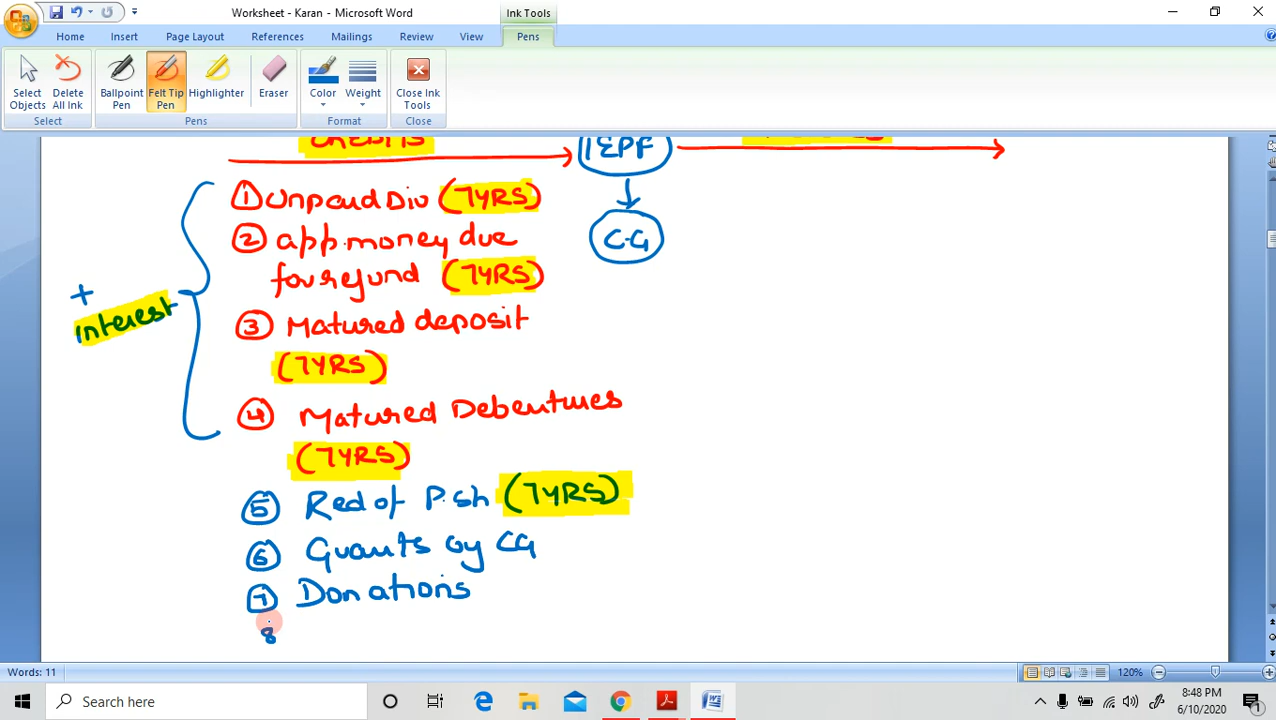 Worksheet - Karan - Microsoft Word
Ink Tools
Home Insert Page Layout References Mailings Review View Pens
Select Objects
Delete All Ink
Ballpoint Pen
Felt Tip Pen
Highlighter
Eraser
Color
Weight
Close Ink Tools
Select
Pens
Format
Close
Credits
IEPF
CG
① Unpaid Div (7YRS)
② app.money due
for refund (7YRS)
③ Matured deposit
(7YRS)
④ Matured Debentures
(7YRS)
+
interest
⑤ Red of P.sh (7YRS)
⑥ Grants by CG
⑦ Donations
8
Words: 11
120%
Search here
8:48 PM
6/10/2020